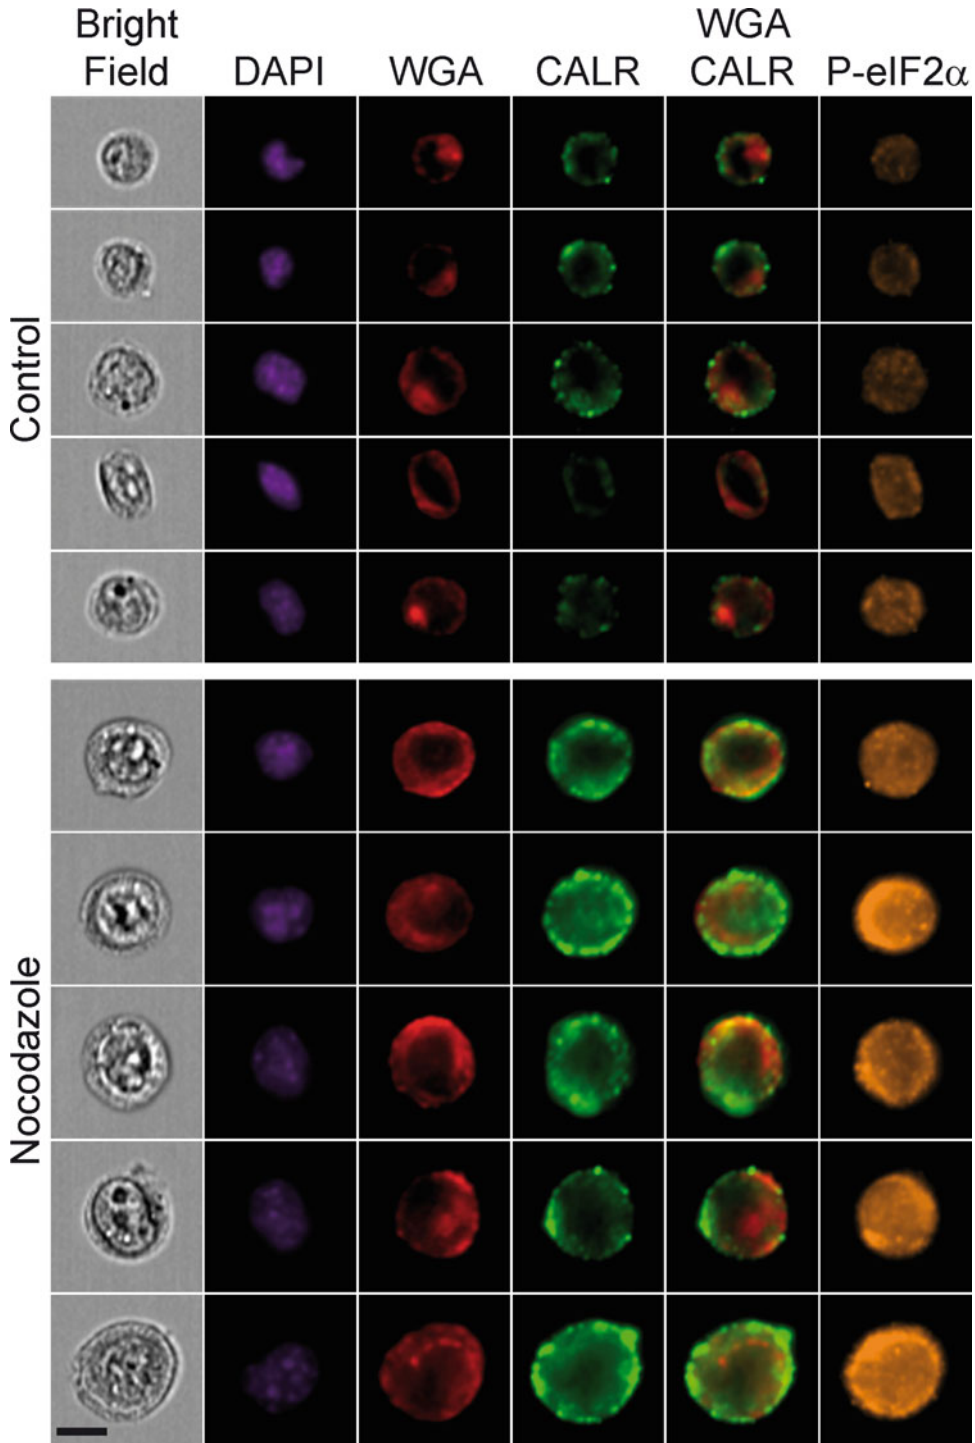 Bright
Field
DAPI
WGA
CALR
WGA
CALR
P-eIF2α
Control
Nocodazole